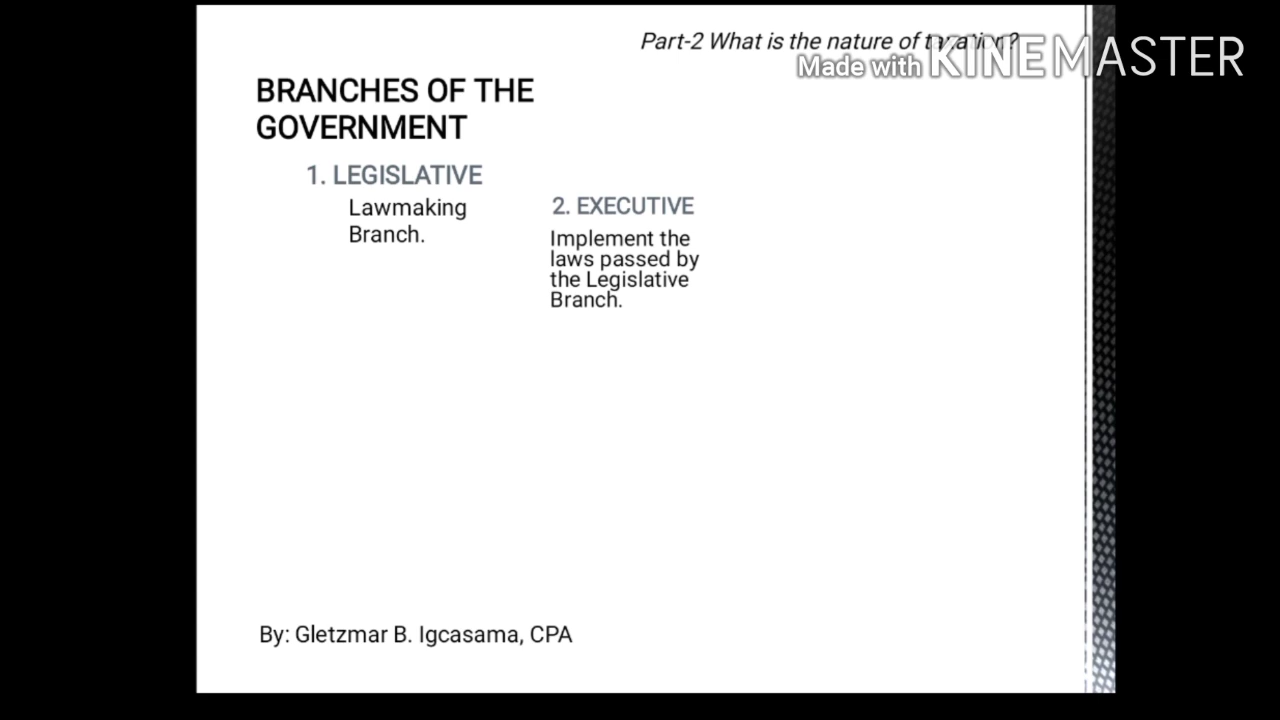 Part-2 What is the nature of taxation?
Made with KINEMASTER
BRANCHES OF THE
GOVERNMENT
1. LEGISLATIVE
Lawmaking
Branch.
2. EXECUTIVE
Implement the
laws passed by
the Legislative
Branch.
By: Gletzmar B. Igcasama, CPA